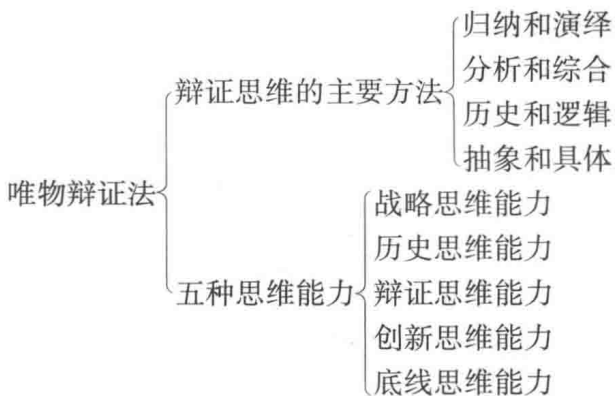 唯物辩证法
辩证思维的主要方法
归纳和演绎
分析和综合
历史和逻辑
抽象和具体
五种思维能力
战略思维能力
历史思维能力
辩证思维能力
创新思维能力
底线思维能力